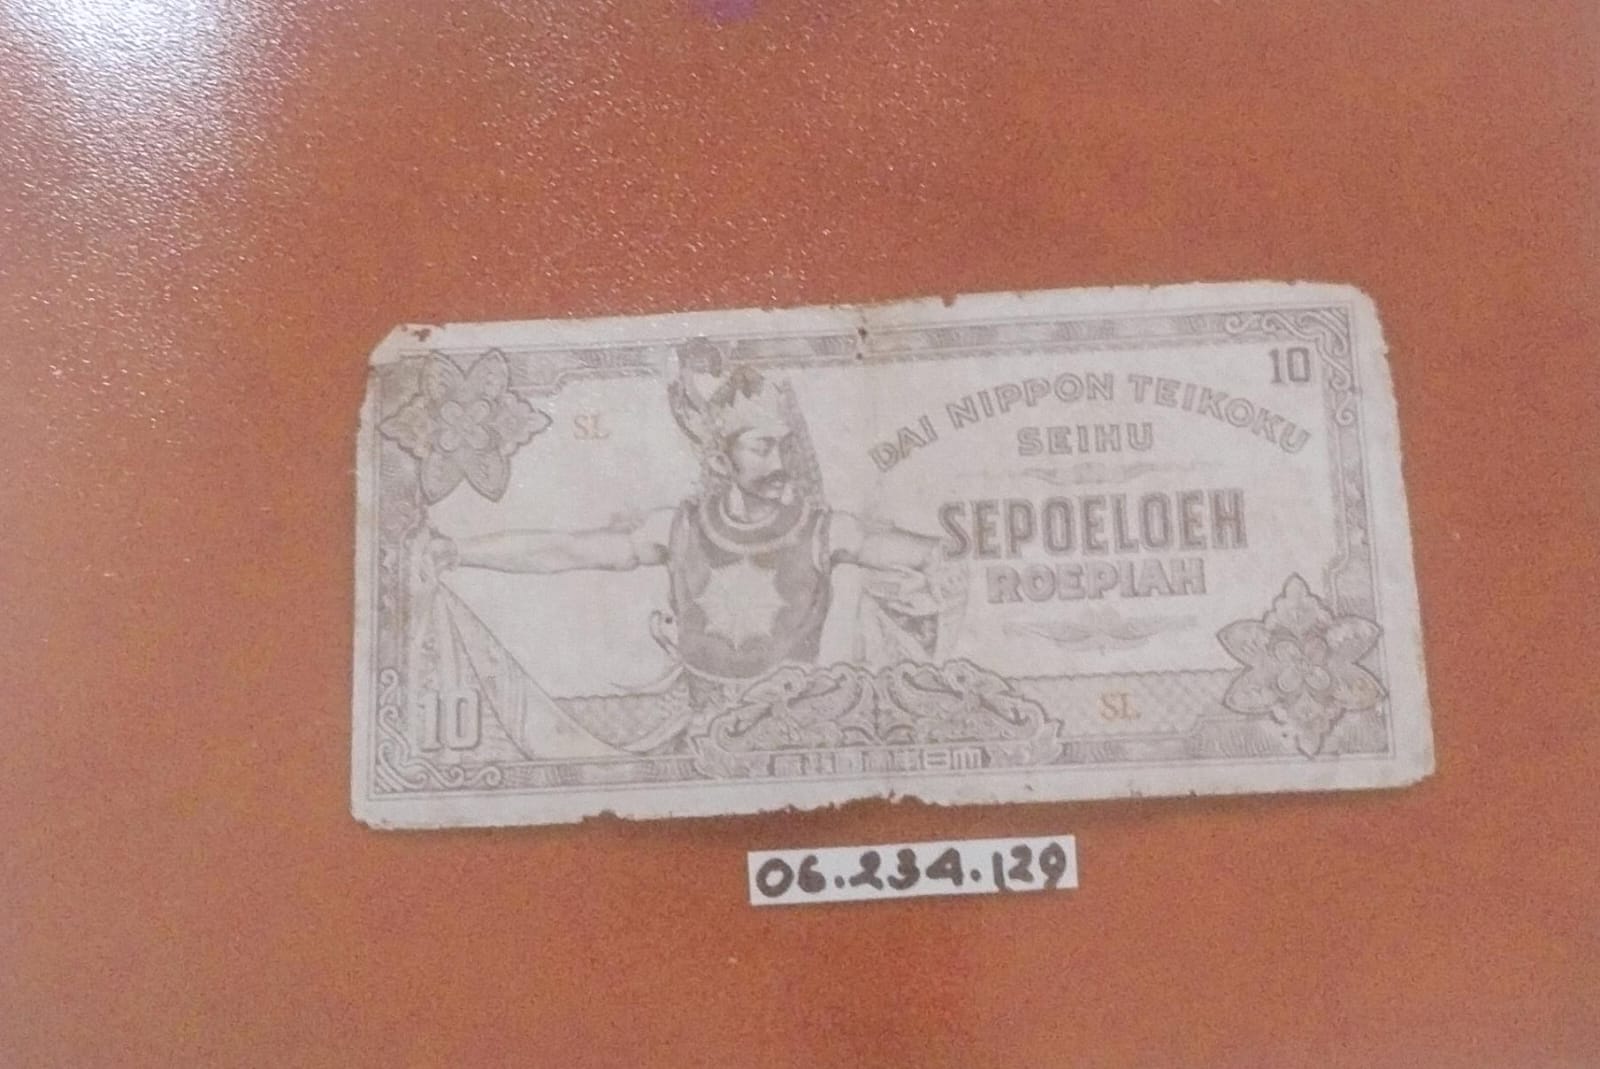 10
SL
DAI NIPPON TEIKOKU
SEIHU
SEPOELOEH
ROEPIAH
10
SL
06.234.129